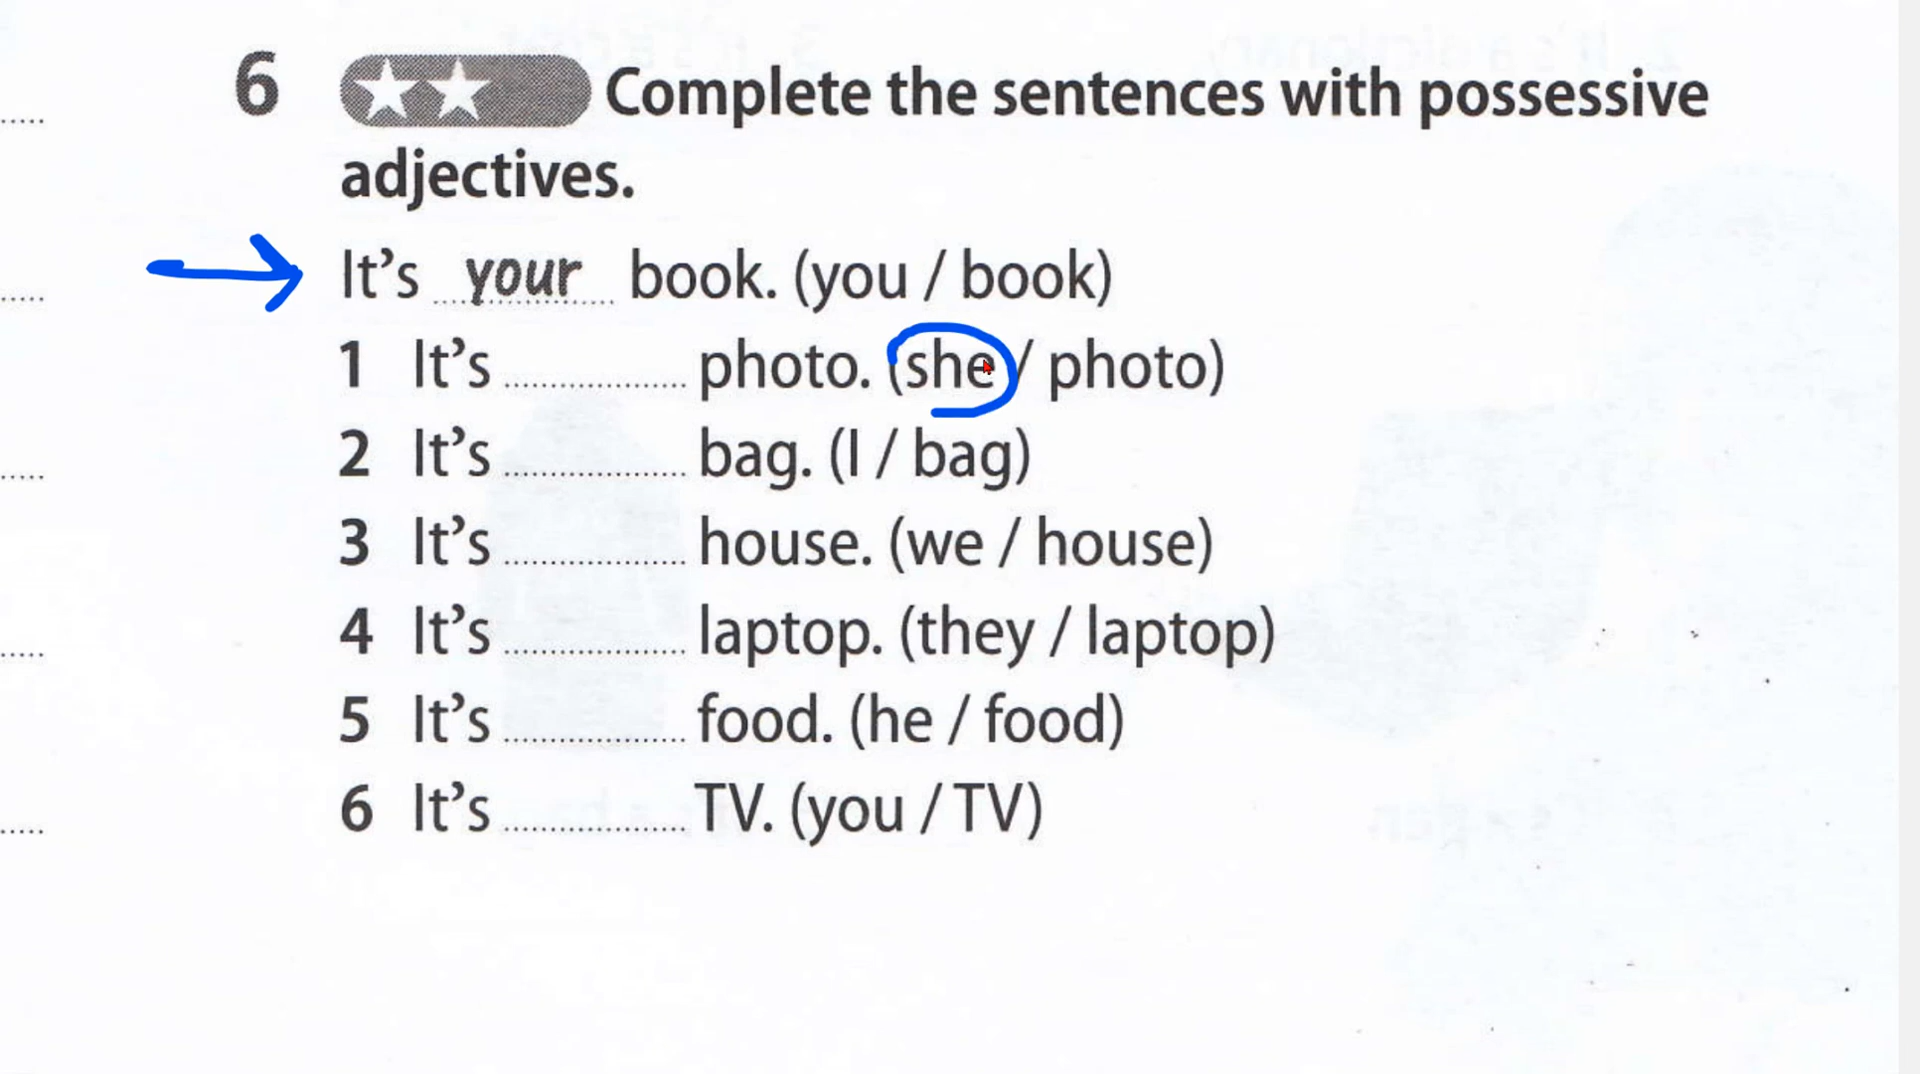 6 Complete the sentences with possessive
adjectives.
It's your book. (you / book)
1 It's .................. photo. (she / photo)
2 It's .................. bag. (I / bag)
3 It's .................. house. (we / house)
4 It's .................. laptop. (they / laptop)
5 It's .................. food. (he / food)
6 It's .................. TV. (you / TV)